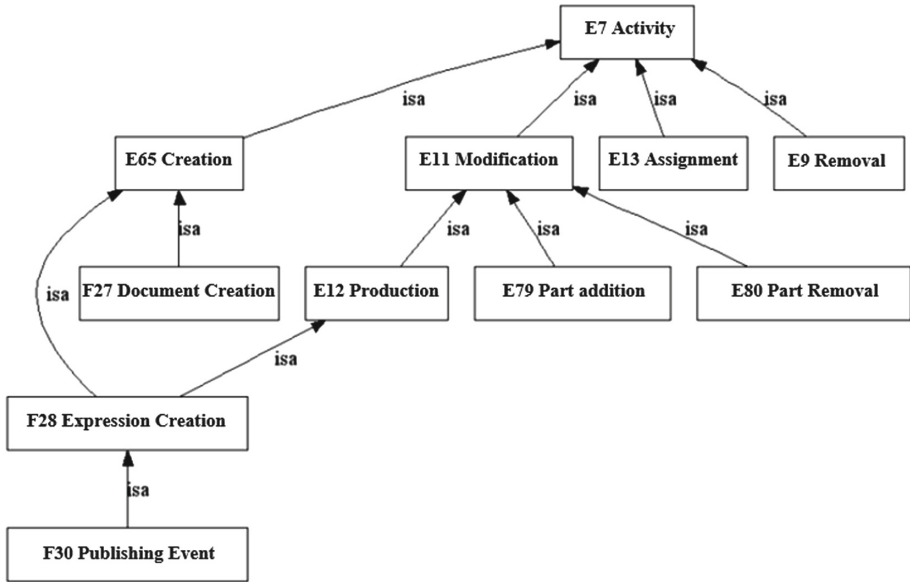 E7 Activity
isa
isa
isa
isa
E65 Creation
E11 Modification
E13 Assignment
E9 Removal
isa
isa
isa
isa
isa
F27 Document Creation
E12 Production
E79 Part addition
E80 Part Removal
isa
F28 Expression Creation
isa
F30 Publishing Event